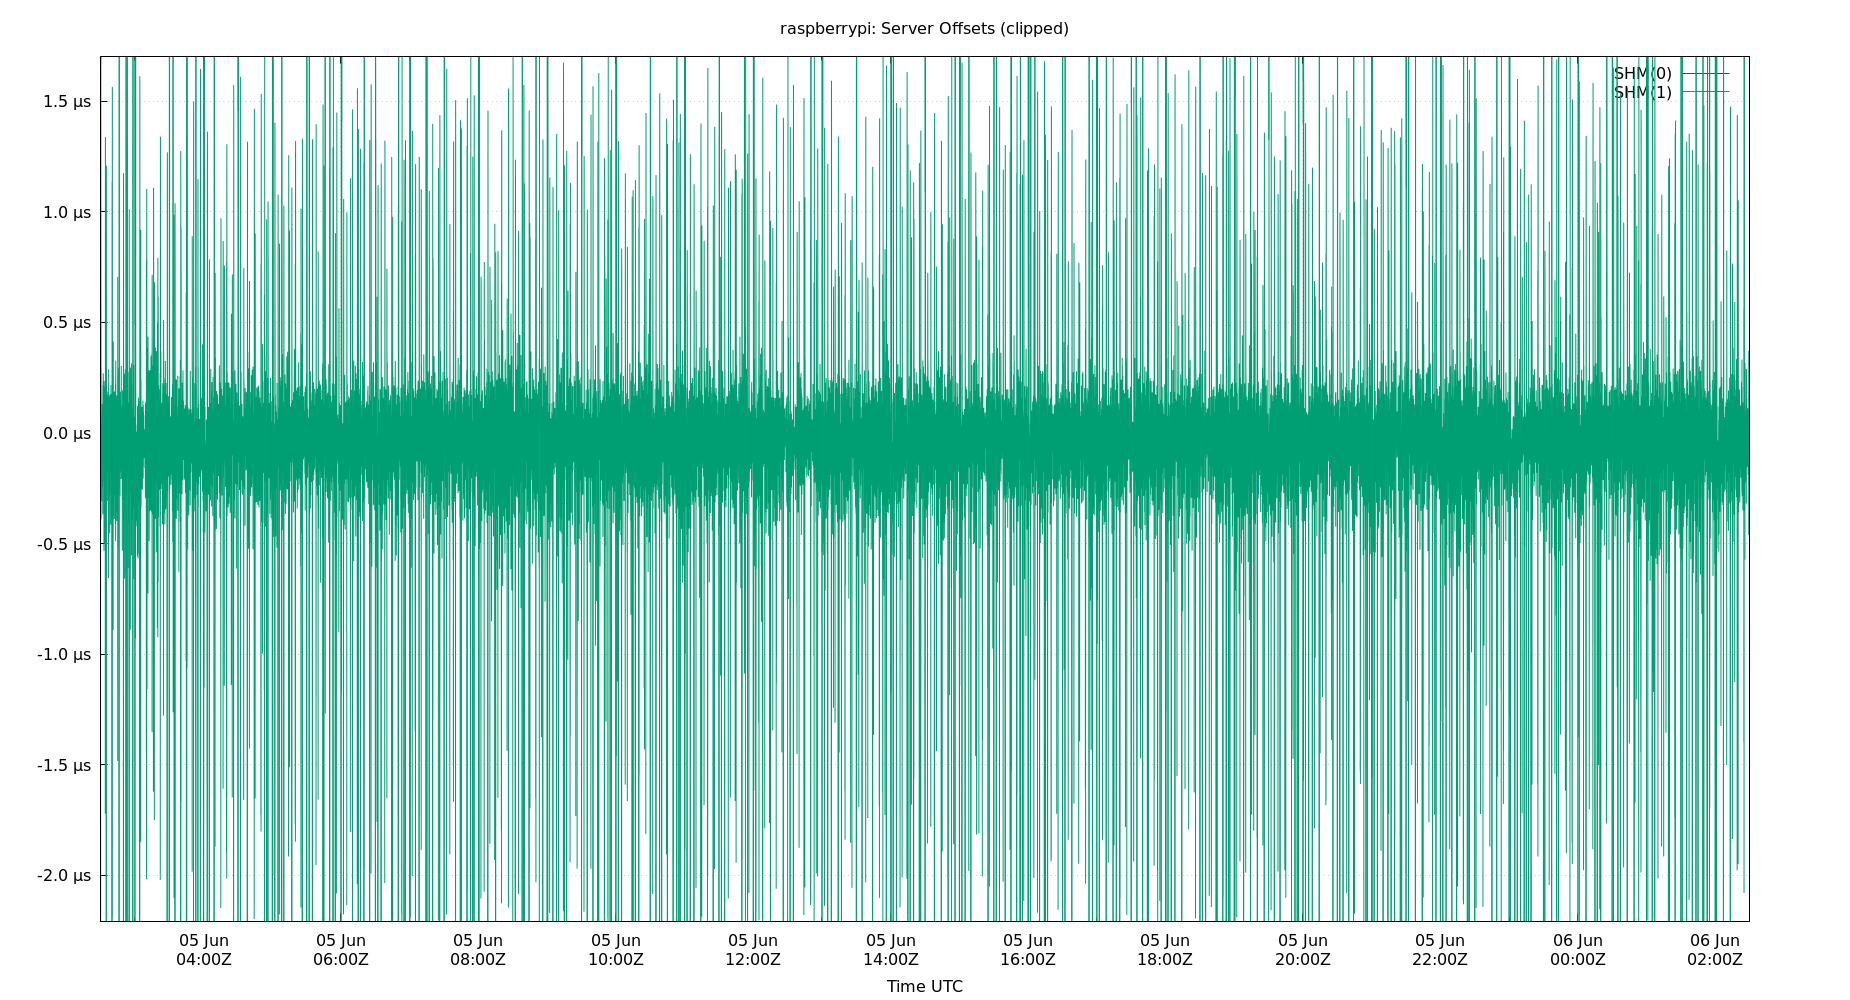 raspberrypi: Server Offsets (clipped)
SHM(0)
SHM(1)
1.5 µs
1.0 µs
0.5 µs
0.0 µs
-0.5 µs
-1.0 µs
-1.5 µs
-2.0 µs
05 Jun 05 Jun 05 Jun 05 Jun 05 Jun 05 Jun 05 Jun 05 Jun 05 Jun 05 Jun 06 Jun 06 Jun
04:00Z 06:00Z 08:00Z 10:00Z 12:00Z 14:00Z 16:00Z 18:00Z 20:00Z 22:00Z 00:00Z 02:00Z
Time UTC